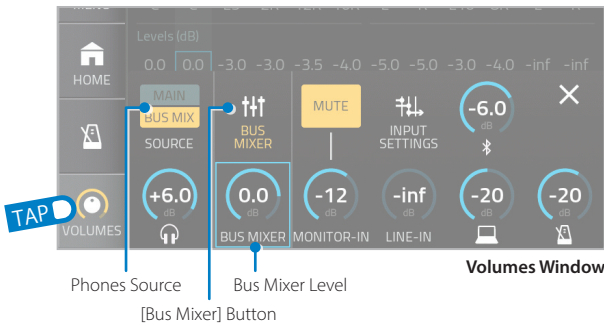 Levels (dB)
0.0 0.0 -3.0 -3.0 -3.5 -4.0 -5.0 -5.0 -3.0 -4.0 -inf -inf
HOME
MAIN
BUS MIX
SOURCE
BUS
MIXER
MUTE
INPUT
SETTINGS
-6.0
dB
TAP
VOLUMES
+6.0
dB
0.0
dB
BUS MIXER
-12
dB
MONITOR-IN
-inf
dB
LINE-IN
-20
dB
-20
dB
Volumes Window
Phones Source
Bus Mixer Level
[Bus Mixer] Button